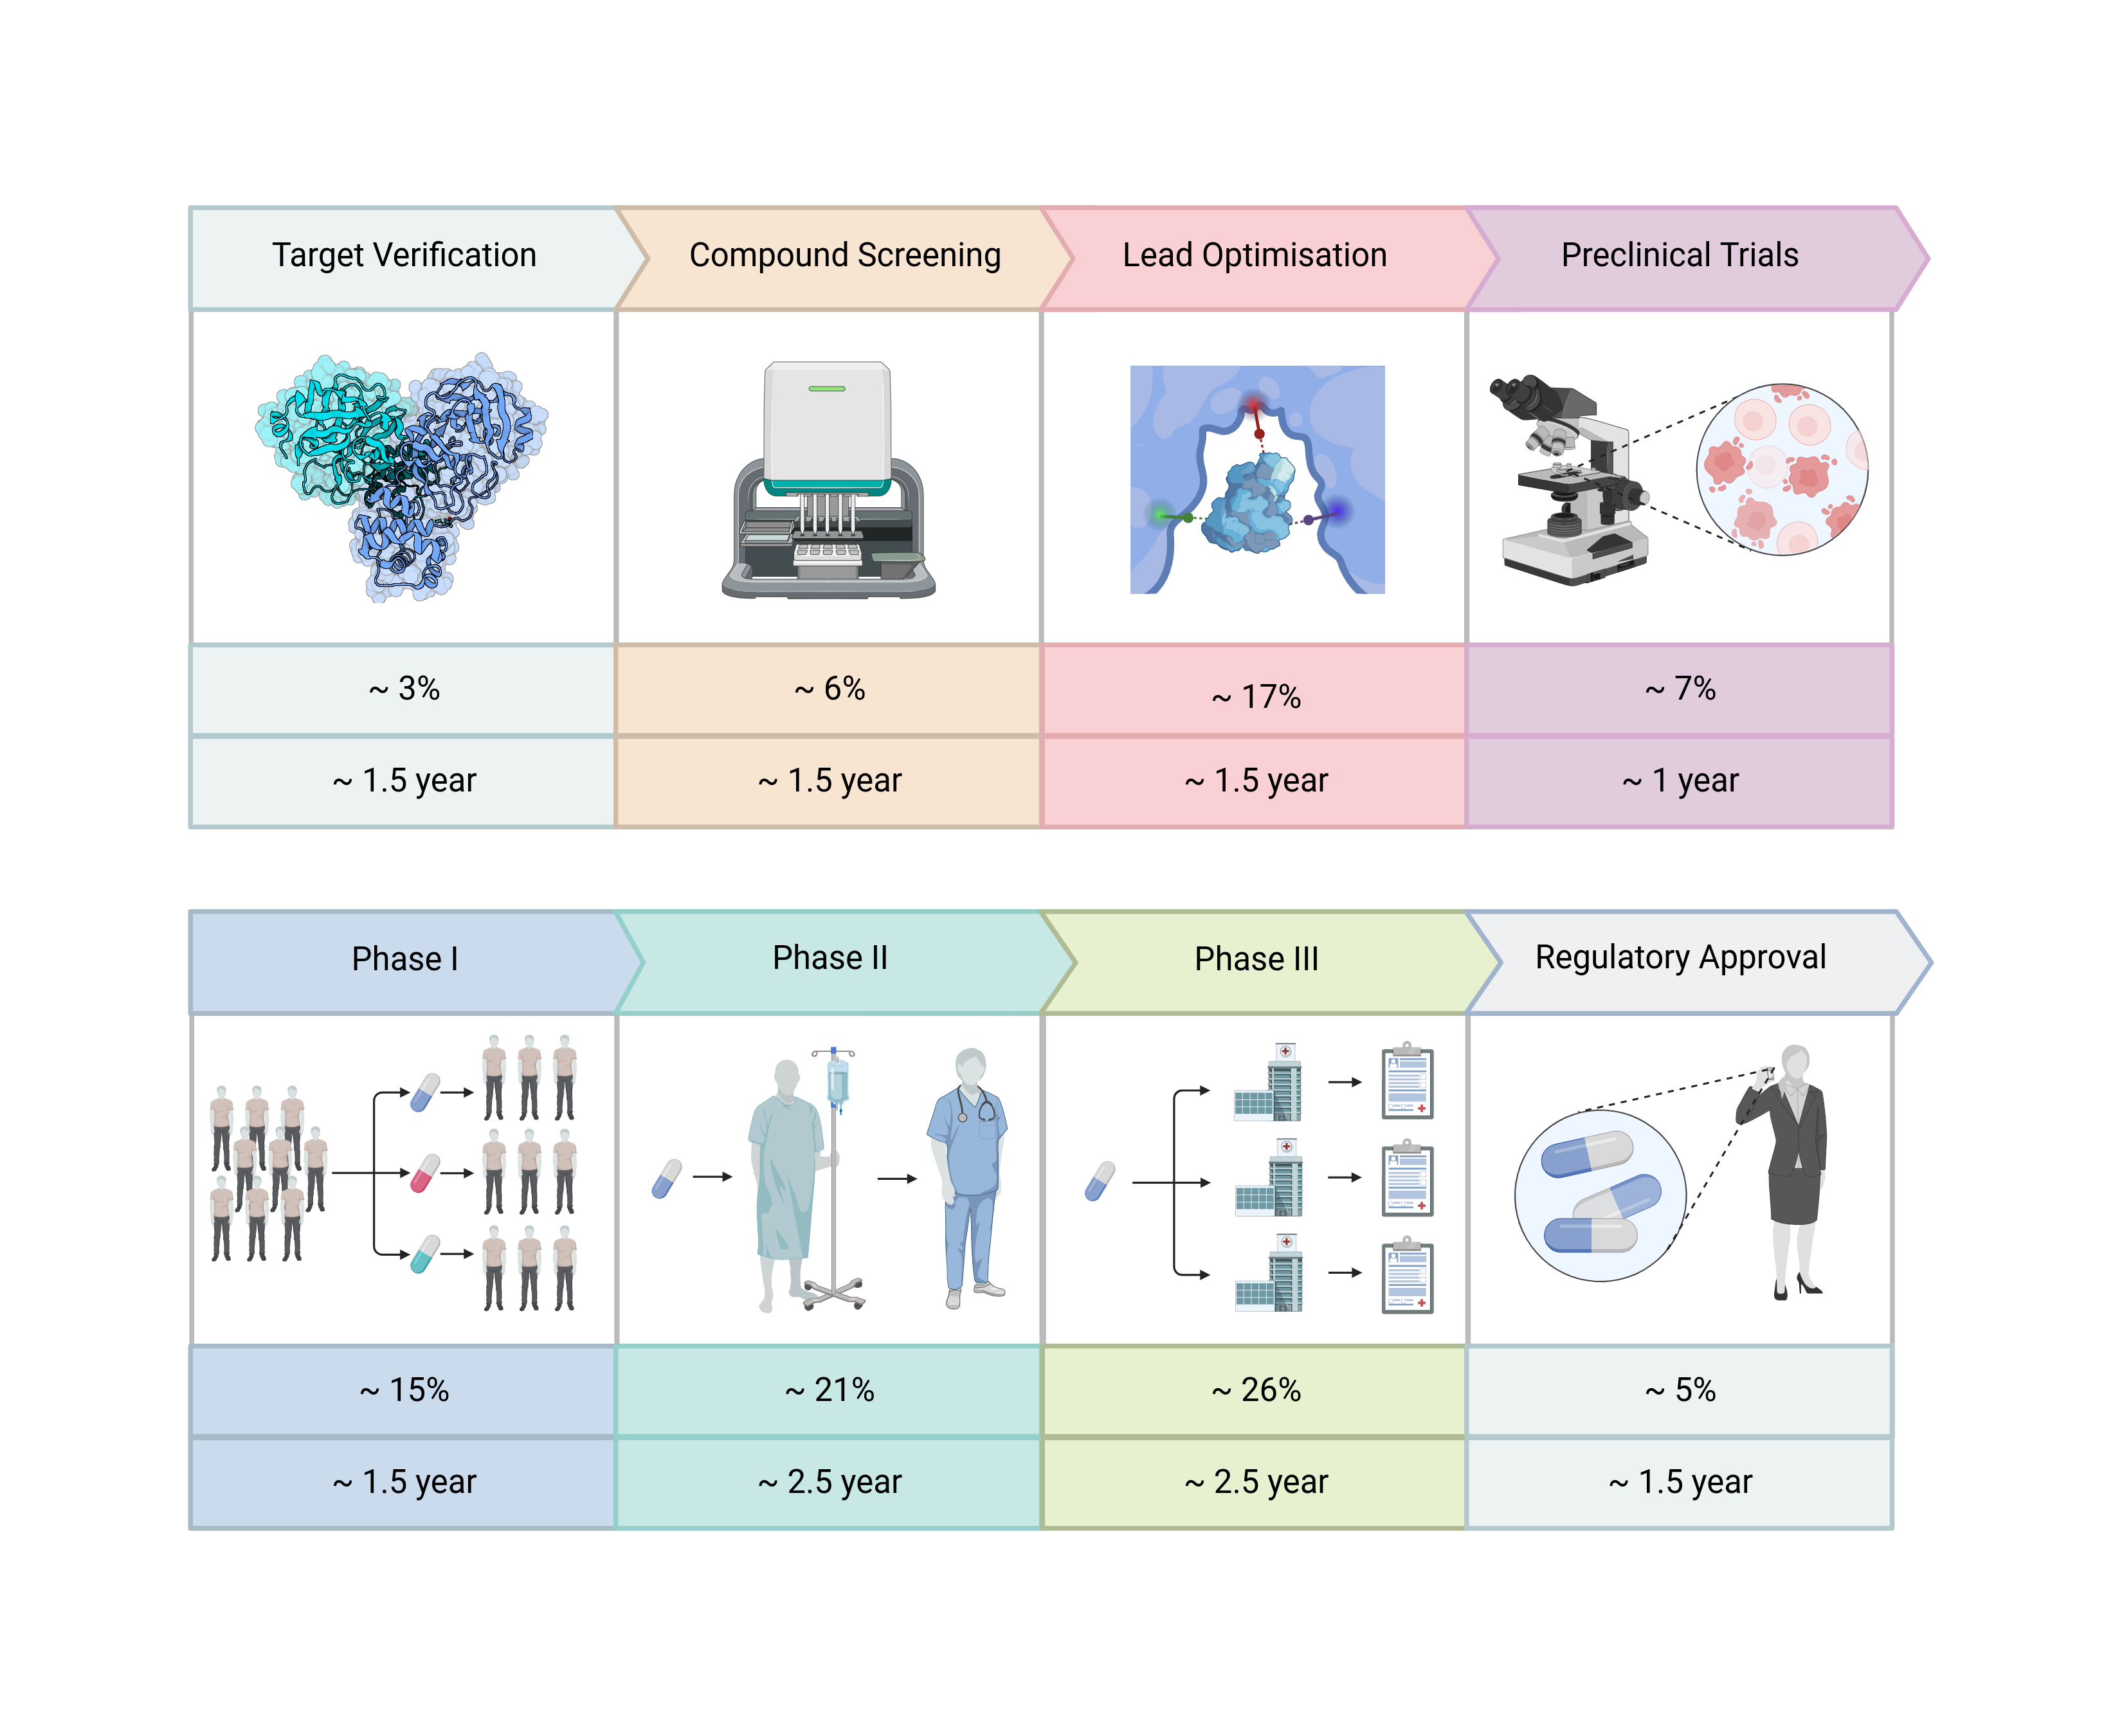 Target Verification
Compound Screening
Lead Optimisation
Preclinical Trials
~ 3%
~ 6%
~ 17%
~ 7%
~ 1.5 year
~ 1.5 year
~ 1.5 year
~ 1 year
Phase I
Phase II
Phase III
Regulatory Approval
~ 15%
~ 21%
~ 26%
~ 5%
~ 1.5 year
~ 2.5 year
~ 2.5 year
~ 1.5 year